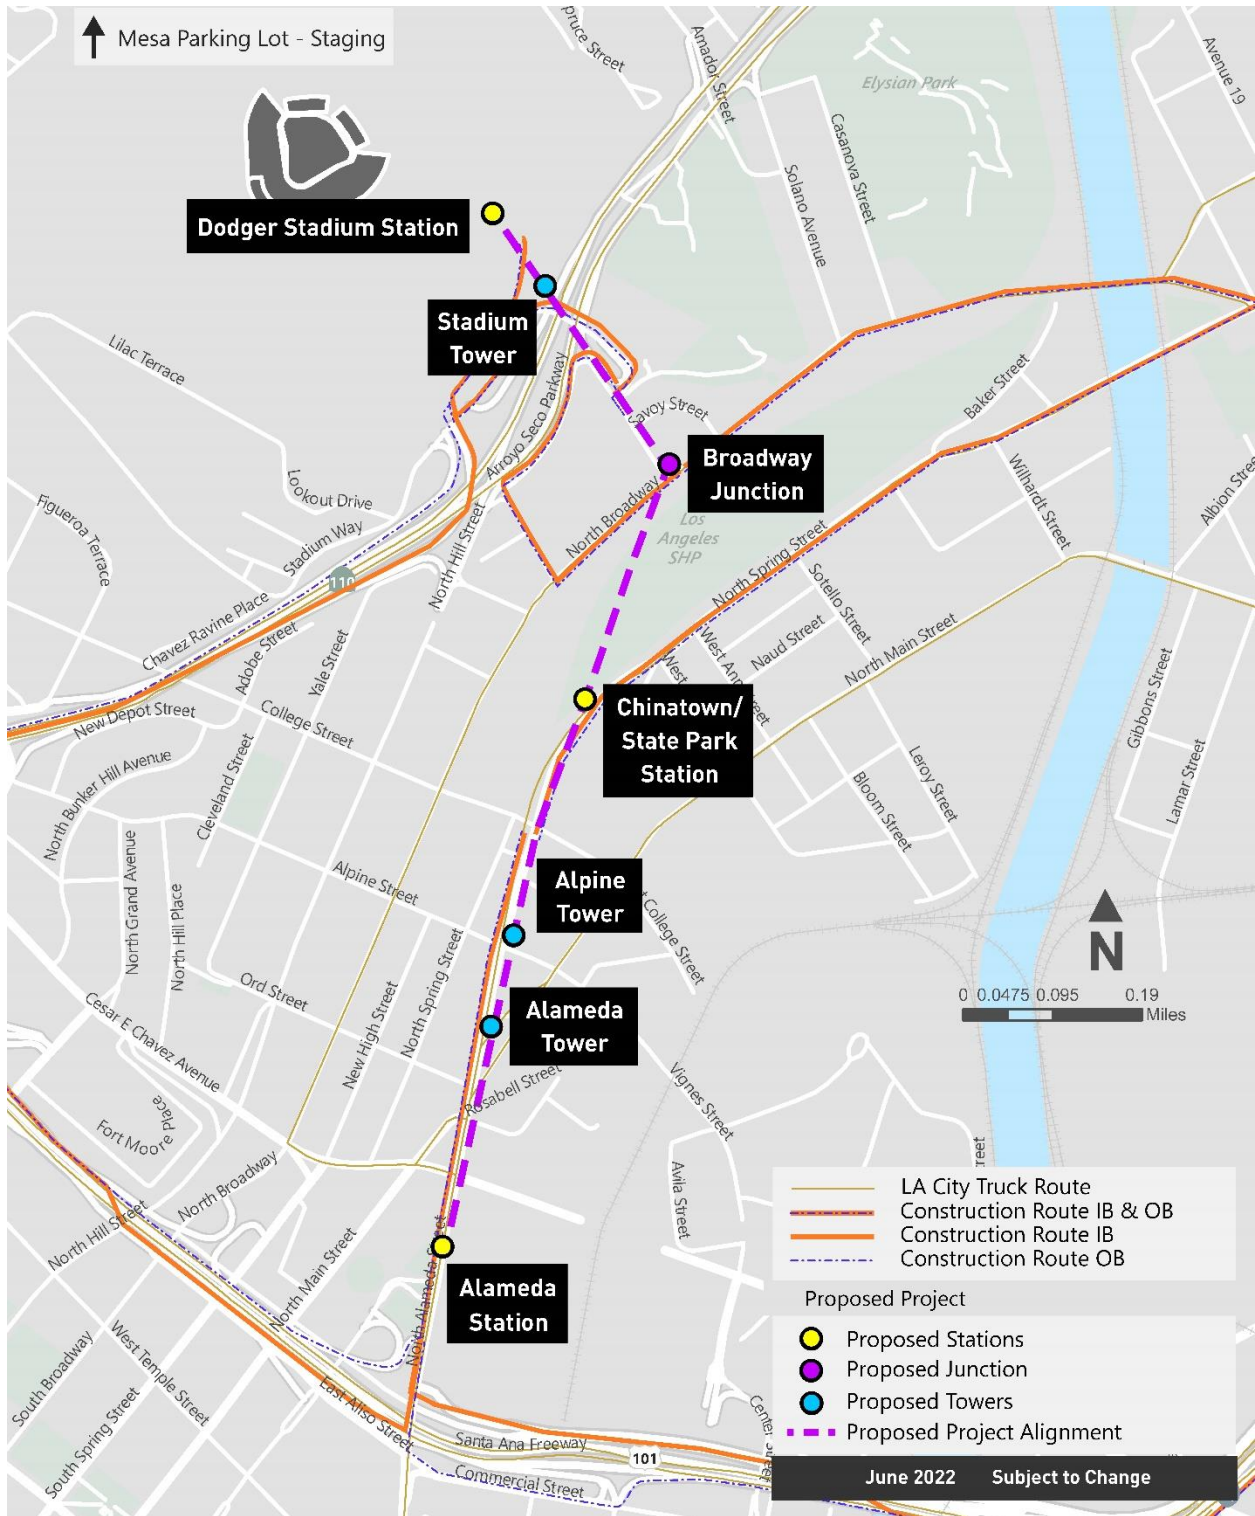 Mesa Parking Lot - Staging
Spruce Street
Amador Street
Elysian Park
Avenue 19
Casanova Street
Solano Avenue
Dodger Stadium Station
Stadium
Tower
Lilac Terrace
Arroyo Seco Parkway
Savoy Street
Baker Street
Broadway
Junction
Lookout Drive
Figueroa Terrace
Stadium Way
North Hill Street
North Broadway
Los
Angeles
SHP
Wilhardt Street
Albion
110
North Spring Street
Chavez Ravine Place
Adobe Street
Yale Street
Sotello Street
Naud Street
North Main Street
West Ann Street
West
New Depot Street
College Street
Chinatown/
State Park
Station
Gibbons Street
North Bunker Hill Avenue
Cleveland Street
Leroy Street
Bloom Street
Lamar Street
North Grand Avenue
North Hill Place
Alpine Street
Alpine
Tower
College Street
N
Ord Street
North Spring Street
New High Street
Cesar E Chavez Avenue
Alameda
Tower
0 0.0475 0.095 0.19
Miles
Rosabell Street
Vignes Street
Fort Moore Place
Avila Street
Street
North Broadway
North Hill Street
North Main Street
North Alameda Street
Alameda
Station
LA City Truck Route
Construction Route IB & OB
Construction Route IB
Construction Route OB
Proposed Project
Proposed Stations
Proposed Junction
Proposed Towers
Proposed Project Alignment
South Broadway
West Temple Street
South Spring Street
East Aliso Street
Santa Ana Freeway
101
Commercial Street
Center
June 2022 Subject to Change